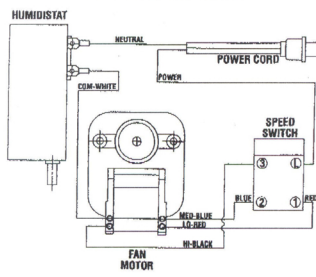 HUMIDISTAT
NEUTRAL
POWER CORD
POWER
COM-WHITE
SPEED
SWITCH
3 L
2 1
BLUE
RED
MED-BLUE
LO-RED
HI-BLACK
FAN
MOTOR